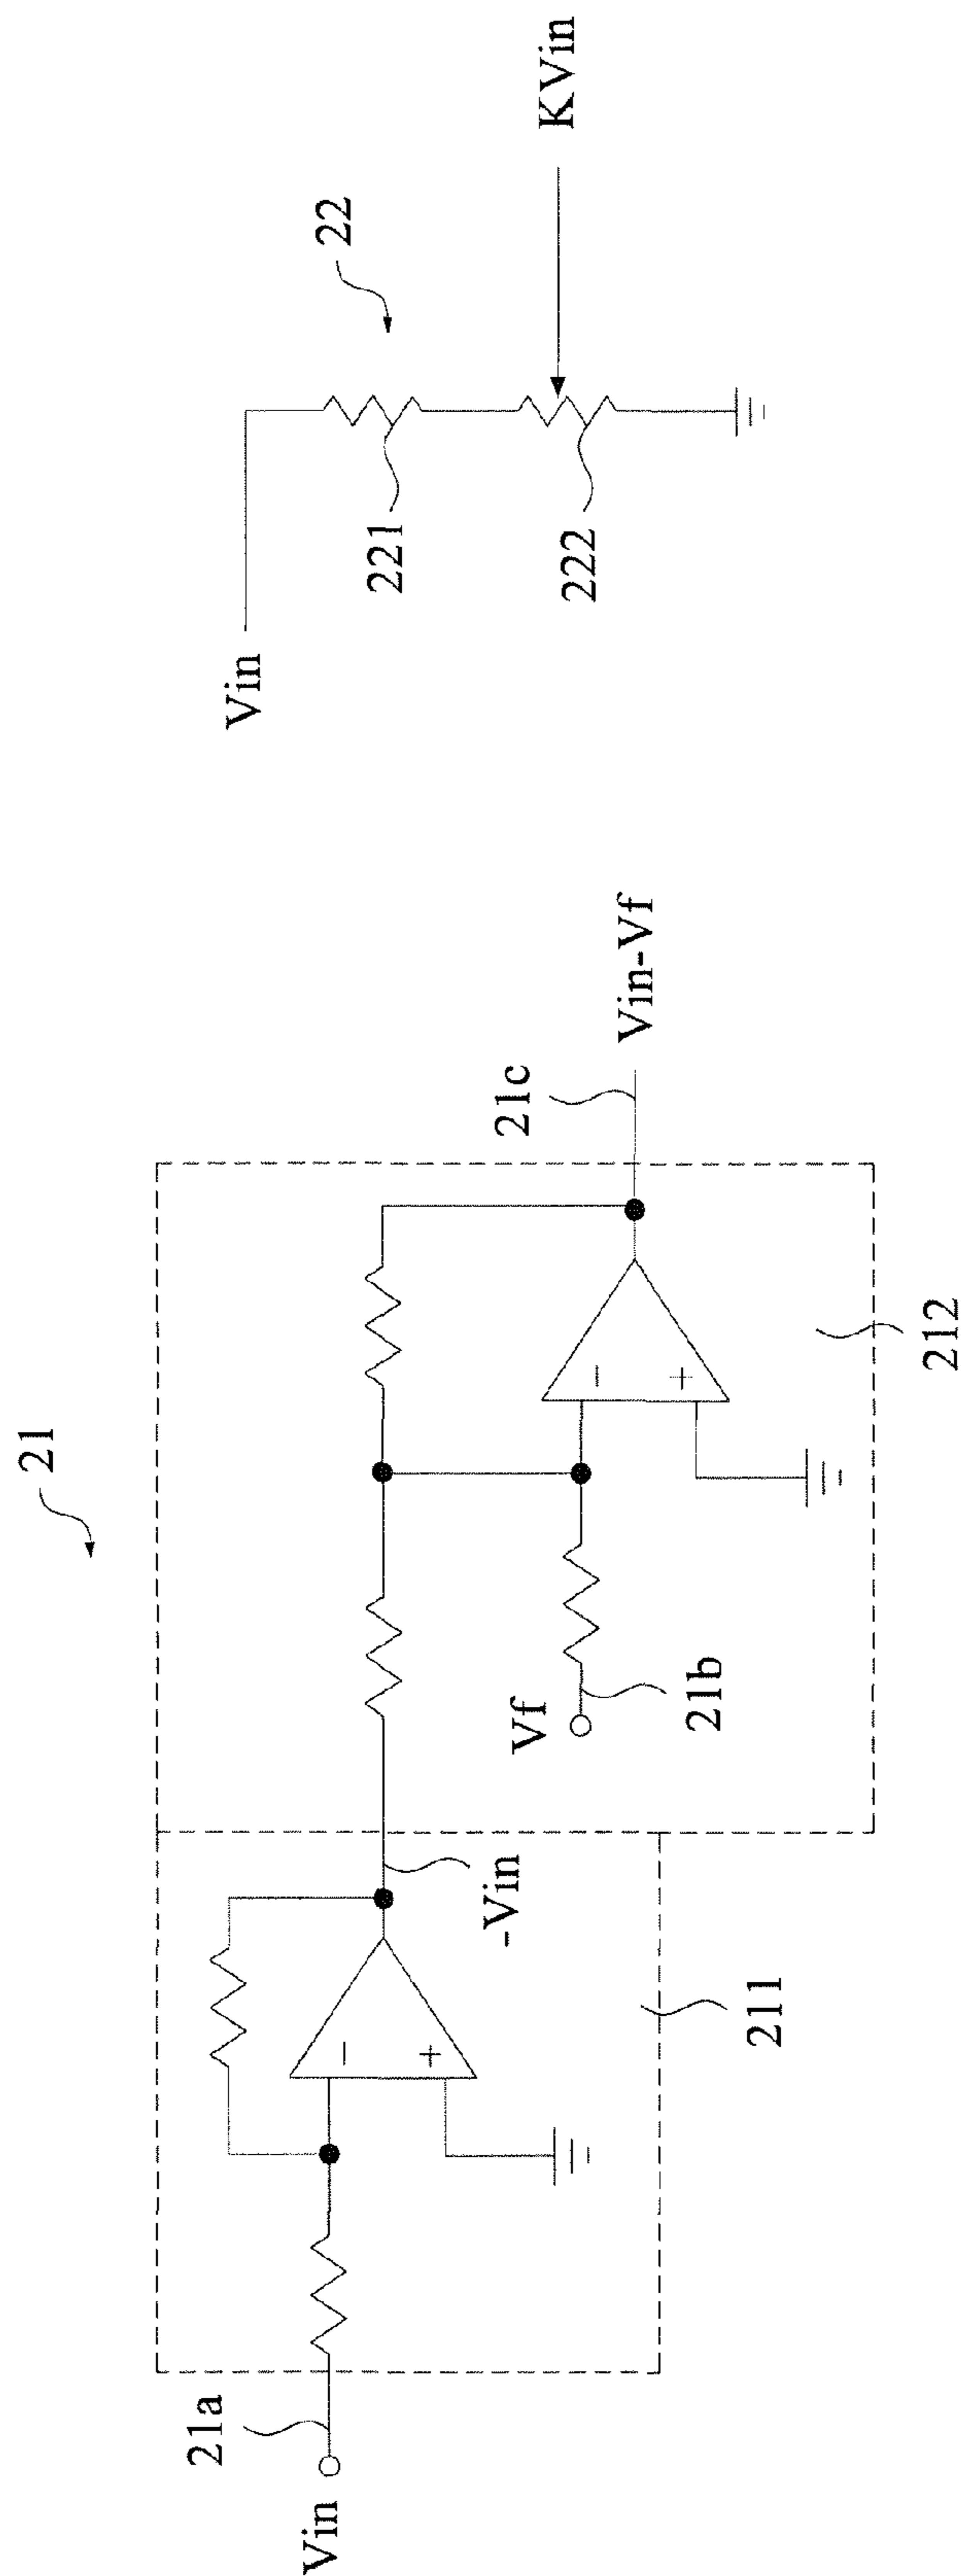 21
Vin
21a
211
-Vin
Vf
21b
212
21c
Vin-Vf
-
+
-
+
Vin
22
221
222
KVin